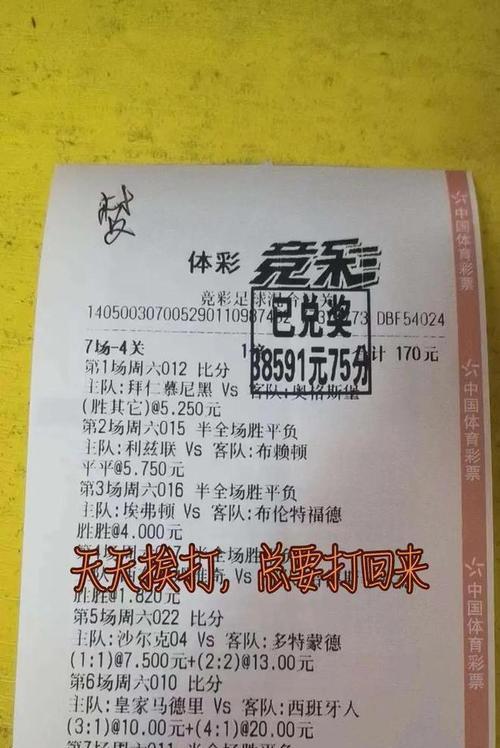 梦
体彩 竞彩
竞彩足球混合过关
140500307005290110987 73 DBF54024
已兑奖
38591元75分
7场-4关 合计 170元
第1场周六012 比分
主队:拜仁慕尼黑 Vs 客队:奥格斯堡
(胜其它)@5.250元
第2场周六015 半全场胜平负
主队:利兹联 Vs 客队:布赖顿
平平@5.750元
第3场周六016 半全场胜平负
主队:埃弗顿 Vs 客队:布伦特福德
胜胜@4.000元
天天挨打,总要打回来
胜胜@1.820元
第5场周六022 比分
主队:沙尔克04 Vs 客队:多特蒙德
(1:1)@7.500元+(2:2)@13.00元
第6场周六010 比分
主队:皇家马德里 Vs 客队:西班牙人
(3:1)@10.00元+(4:1)@20.00元
中国体育彩票
中国体育彩票
中国体育彩票